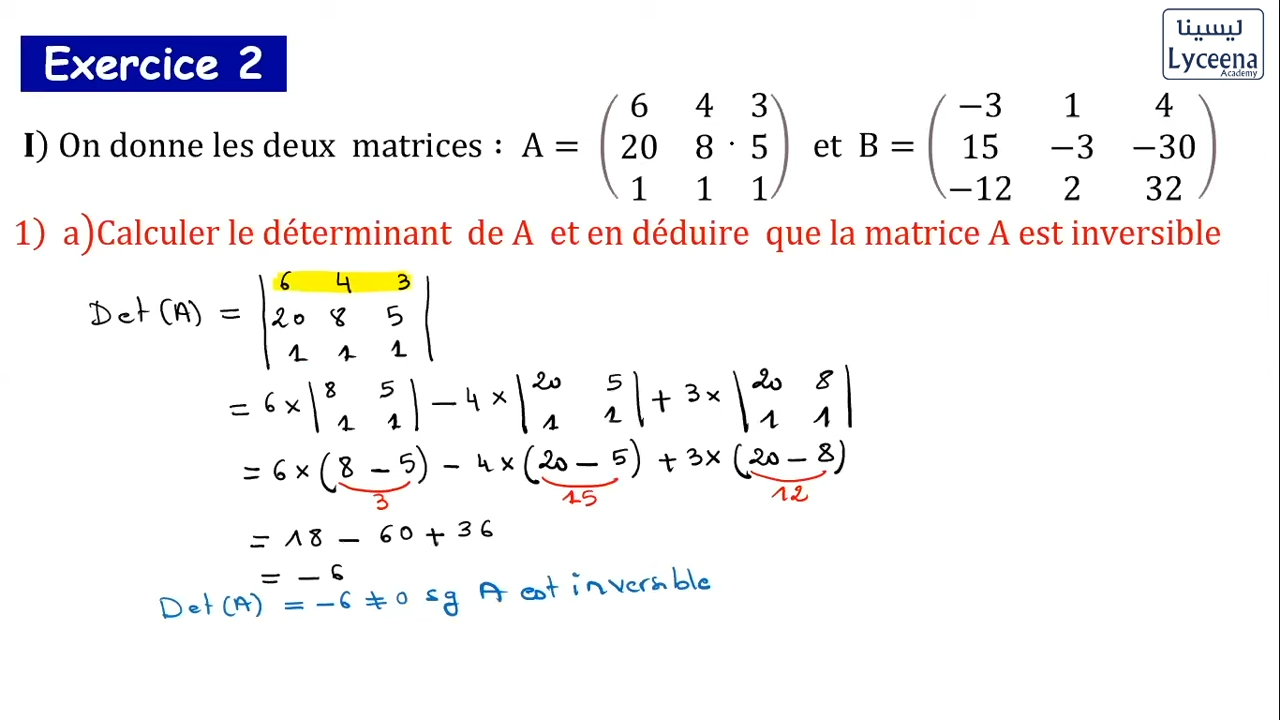 ليسينا
Lyceena
Academy
Exercice 2
I) On donne les deux matrices : A = ( 6 4 3 ; 20 8 · 5 ; 1 1 1 ) et B = ( −3 1 4 ; 15 −3 −30 ; −12 2 32 )
1) a)Calculer le déterminant de A et en déduire que la matrice A est inversible
Det (A) = | 6 4 3 ; 20 8 5 ; 1 1 1 |
= 6 × | 8 5 ; 1 1 | − 4 × | 20 5 ; 1 1 | + 3 × | 20 8 ; 1 1 |
= 6 × (8 − 5) − 4 × (20 − 5) + 3 × (20 − 8)
3 15 12
= 18 − 60 + 36
= − 6
Det (A) = −6 ≠ 0 sg A est inversible